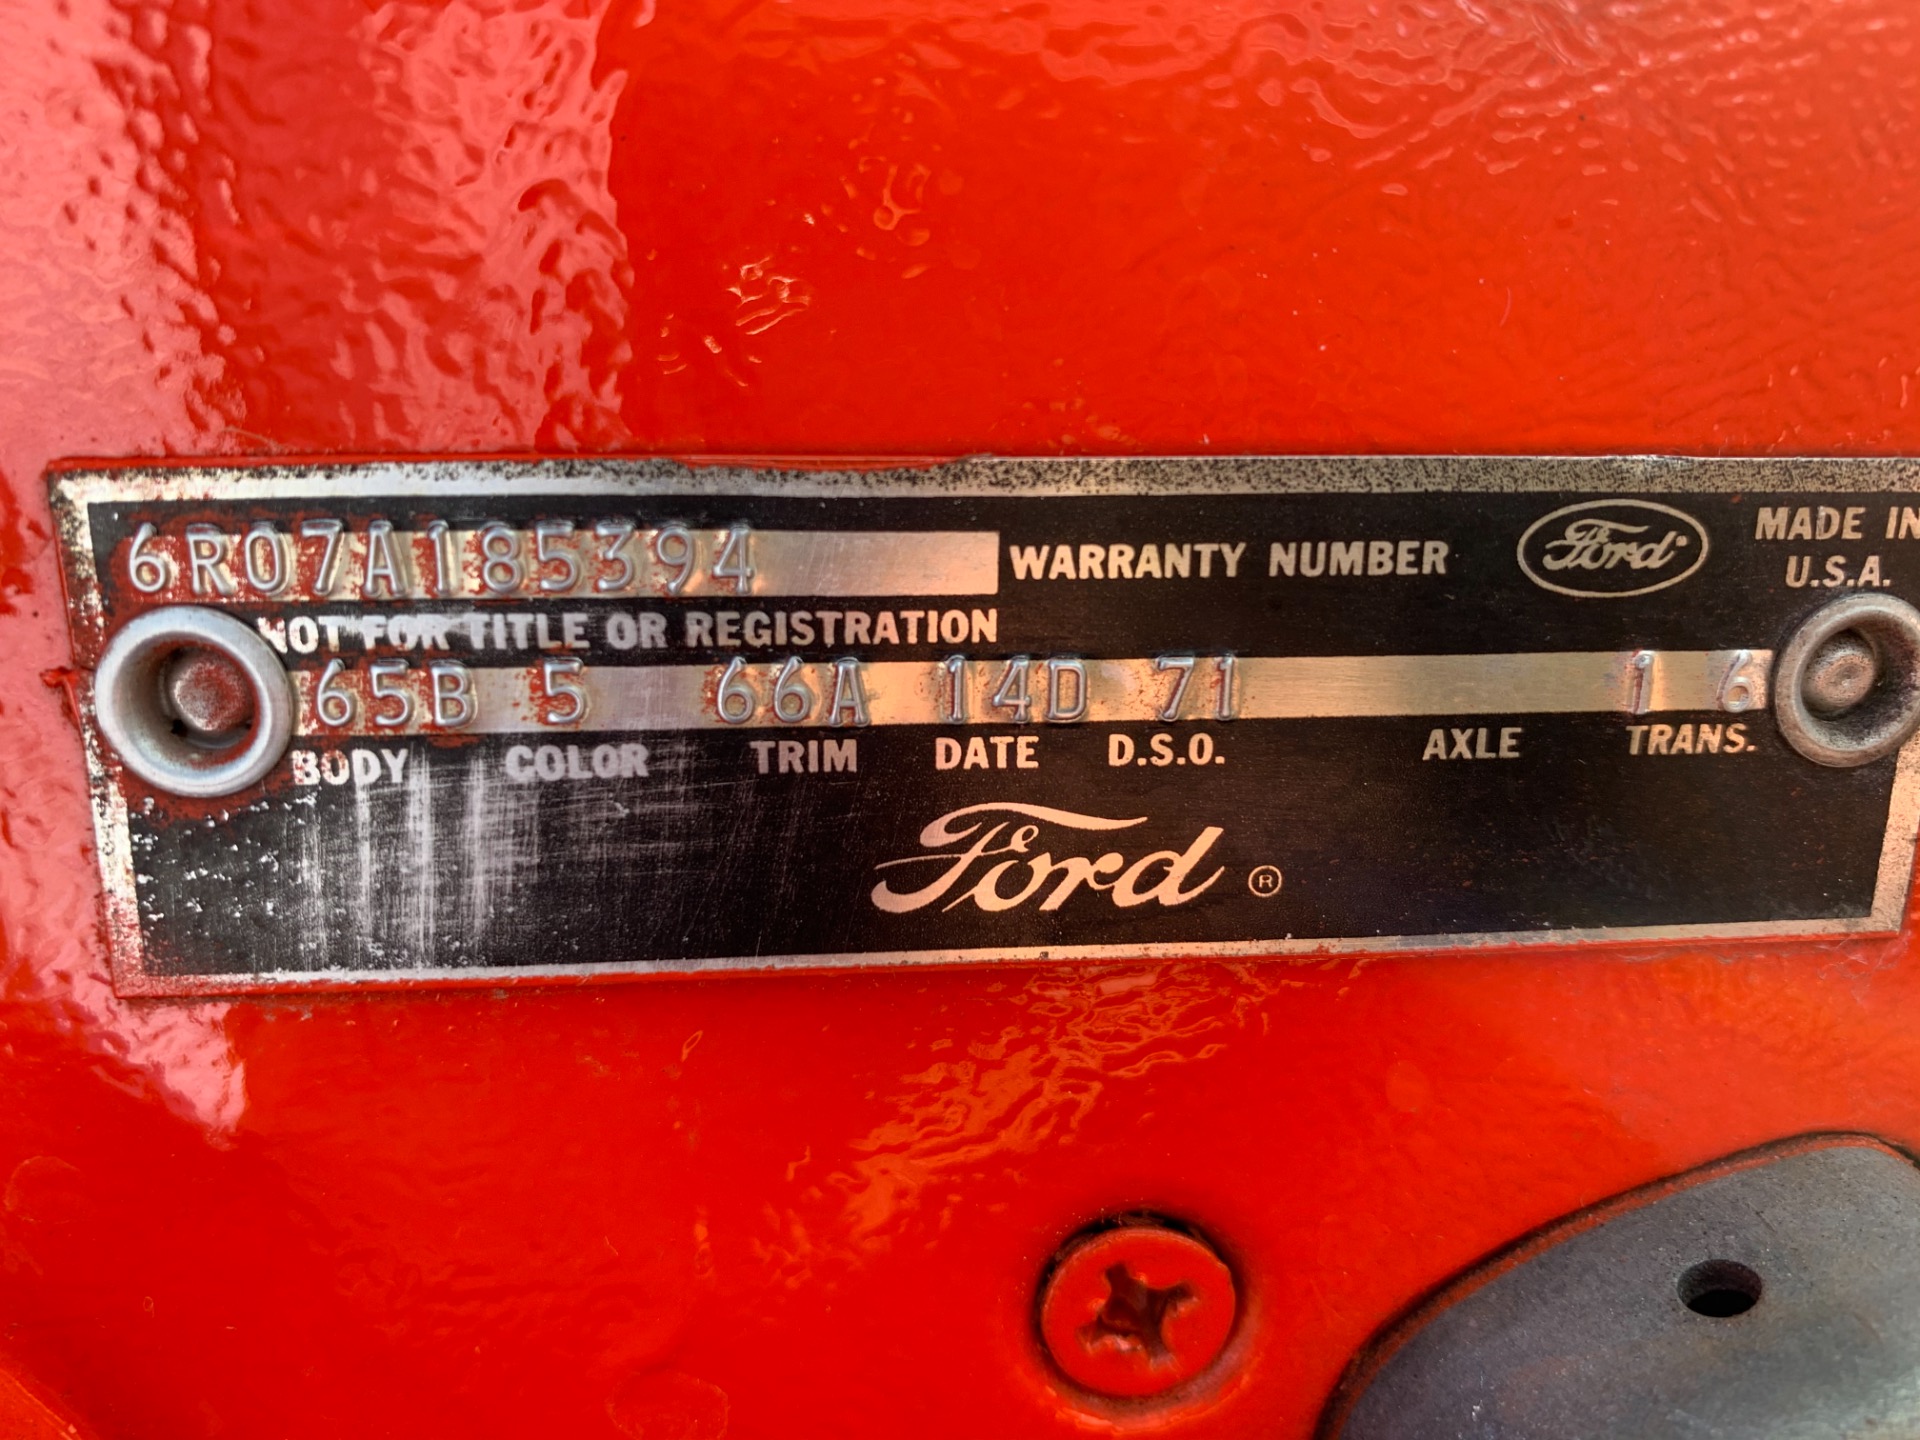 6R07A185394 WARRANTY NUMBER Ford MADE IN U.S.A.
NOT FOR TITLE OR REGISTRATION
65B 5 66A 14D 71 1 6
BODY COLOR TRIM DATE D.S.O. AXLE TRANS.
Ford ®